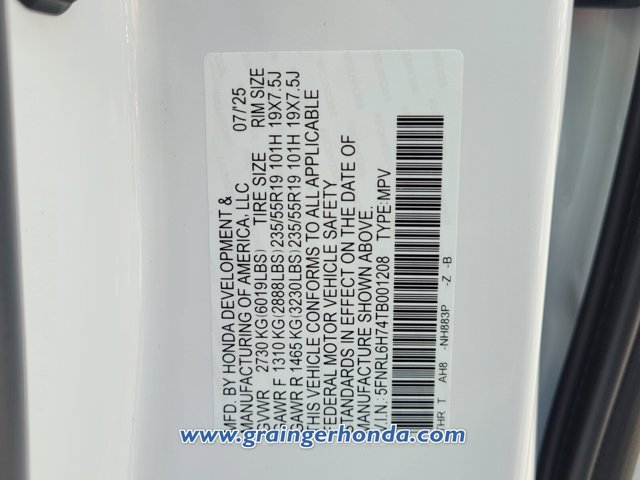 MFD. BY HONDA DEVELOPMENT &
MANUFACTURING OF AMERICA, LLC 07/'25
GVWR 2730 KG(6019LBS) TIRE SIZE RIM SIZE
GAWR F 1310 KG(2888LBS)235/55R19 101H 19X7.5J
GAWR R 1465 KG(3230LBS)235/55R19 101H 19X7.5J
THIS VEHICLE CONFORMS TO ALL APPLICABLE
FEDERAL MOTOR VEHICLE SAFETY
STANDARDS IN EFFECT ON THE DATE OF
MANUFACTURE SHOWN ABOVE.
V.I.N.: 5FNRL6H74TB001208 TYPE:MPV
THR T AH8 -NH883P -Z -B
www.graingerhonda.com